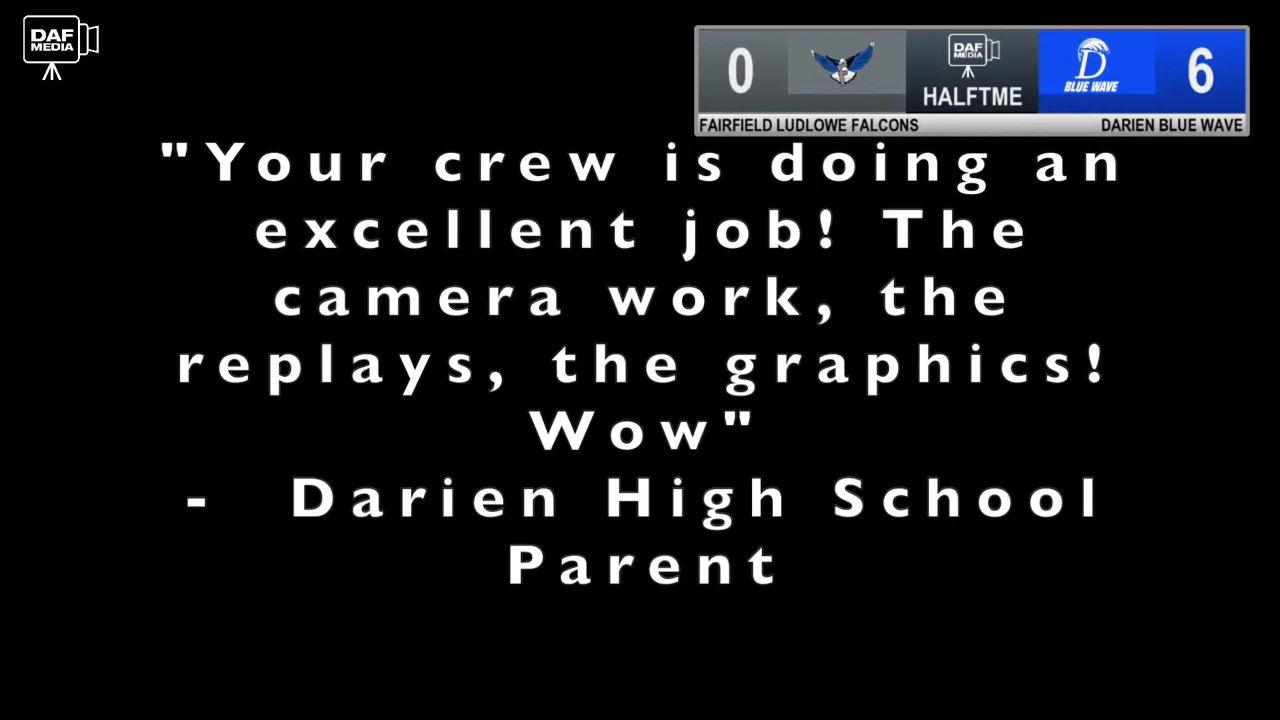 DAF
MEDIA
0
DAF
MEDIA
HALFTME
D
BLUE WAVE
6
FAIRFIELD LUDLOWE FALCONS
DARIEN BLUE WAVE
"Your crew is doing an
excellent job! The
camera work, the
replays, the graphics!
Wow"
- Darien High School
Parent